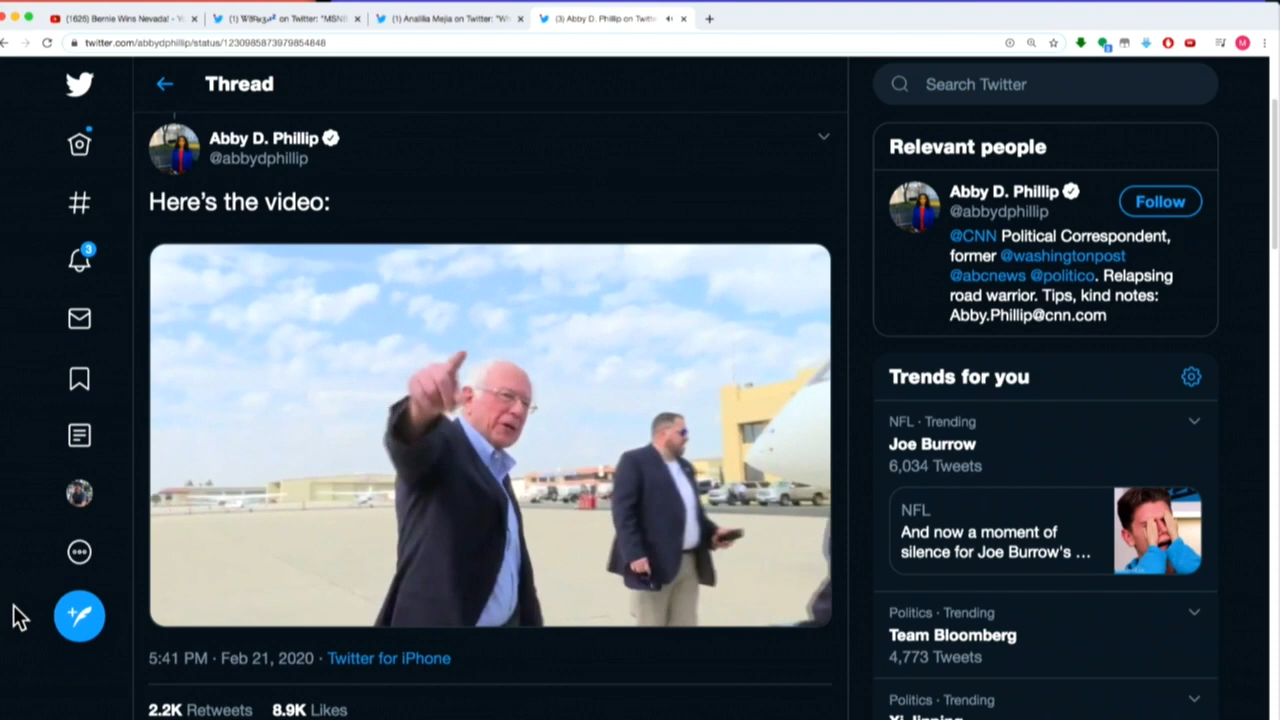 (1625) Bernie Wins Nevada! - Y
on Twitter: "MSN
(1) Analilia Mejia on Twitter: "Wh
(3) Abby D. Phillip on Twitte
twitter.com/abbydphillip/status/1230985873979854848
M
Thread
Search Twitter
Abby D. Phillip
@abbydphillip
Here's the video:
Relevant people
Abby D. Phillip
@abbydphillip
Follow
@CNN Political Correspondent,
former @washingtonpost
@abcnews @politico. Relapsing
road warrior. Tips, kind notes:
Abby.Phillip@cnn.com
3
Trends for you
NFL · Trending
Joe Burrow
6,034 Tweets
NFL
And now a moment of
silence for Joe Burrow's ...
Politics · Trending
Team Bloomberg
4,773 Tweets
Politics · Trending
5:41 PM · Feb 21, 2020 · Twitter for iPhone
2.2K Retweets 8.9K Likes